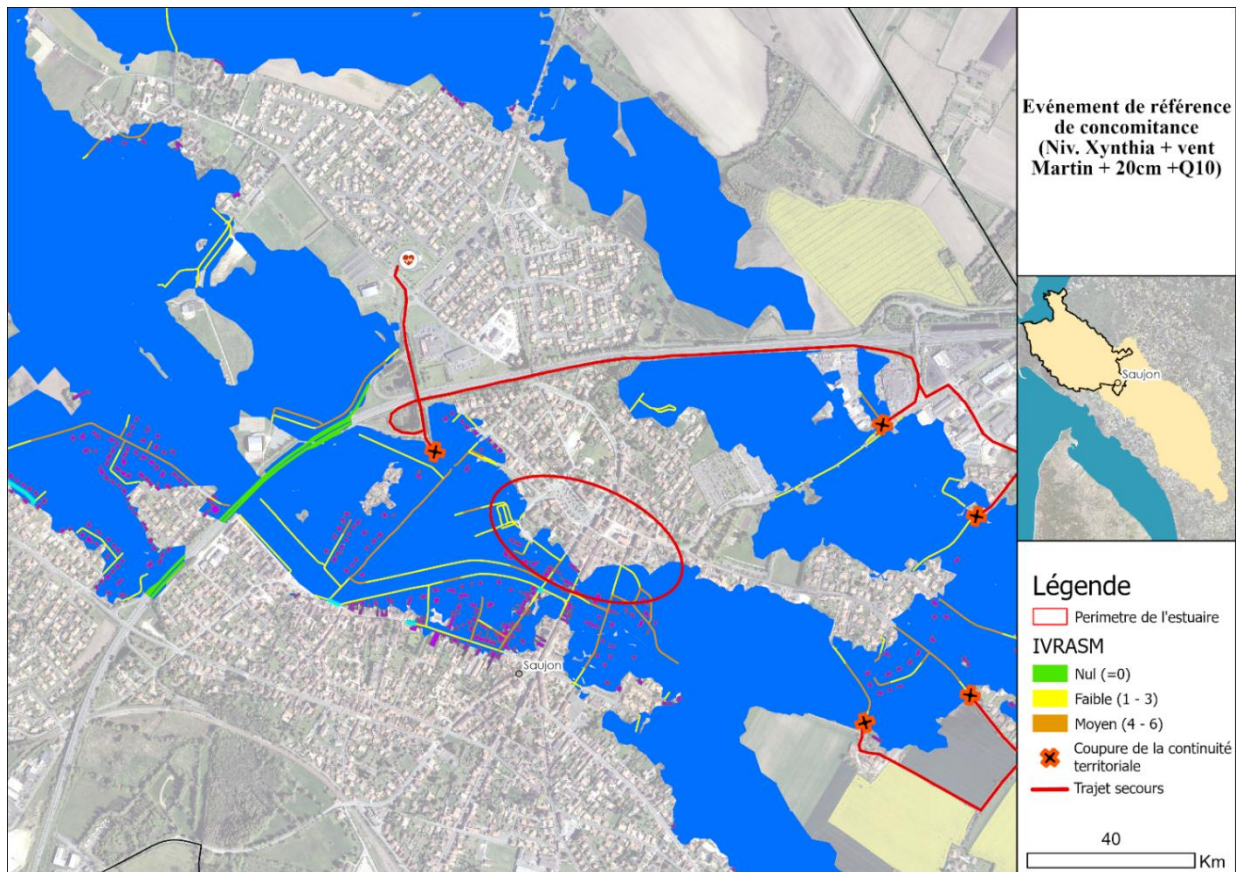 Evénement de référence
de concomitance
(Niv. Xynthia + vent
Martin + 20cm +Q10)
Saujon
Légende
Perimetre de l'estuaire
IVRASM
Nul (=0)
Faible (1 - 3)
Moyen (4 - 6)
Coupure de la continuité
territoriale
Trajet secours
40
Km
Saujon